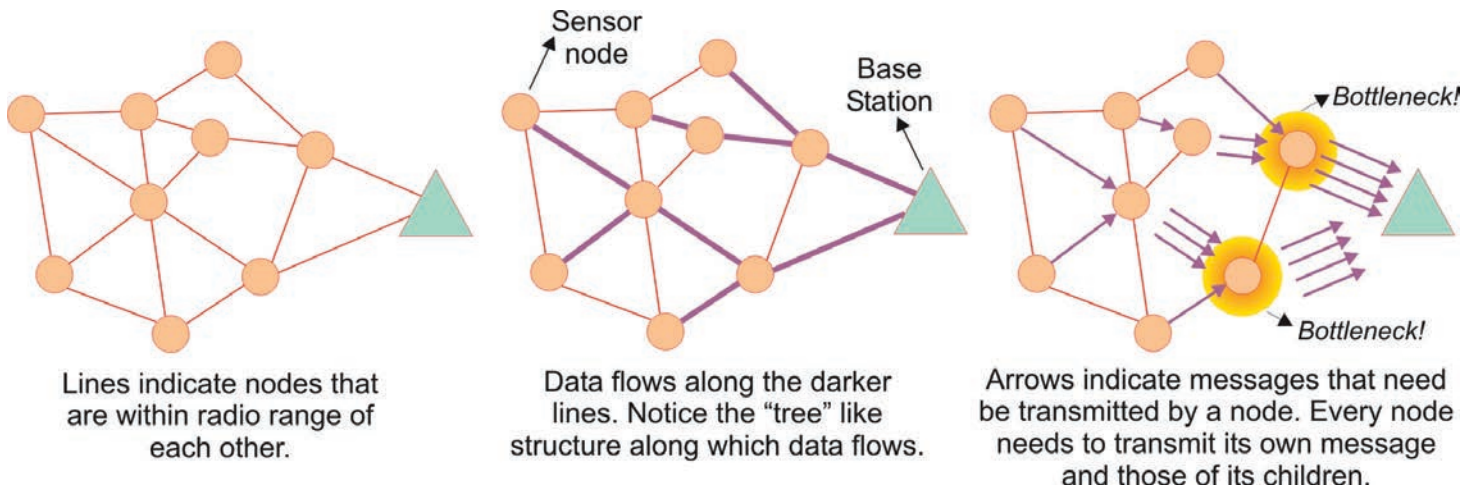 Sensor
node
Base
Station
Bottleneck!
Bottleneck!
Lines indicate nodes that
are within radio range of
each other.
Data flows along the darker
lines. Notice the “tree” like
structure along which data flows.
Arrows indicate messages that need
be transmitted by a node. Every node
needs to transmit its own message
and those of its children.